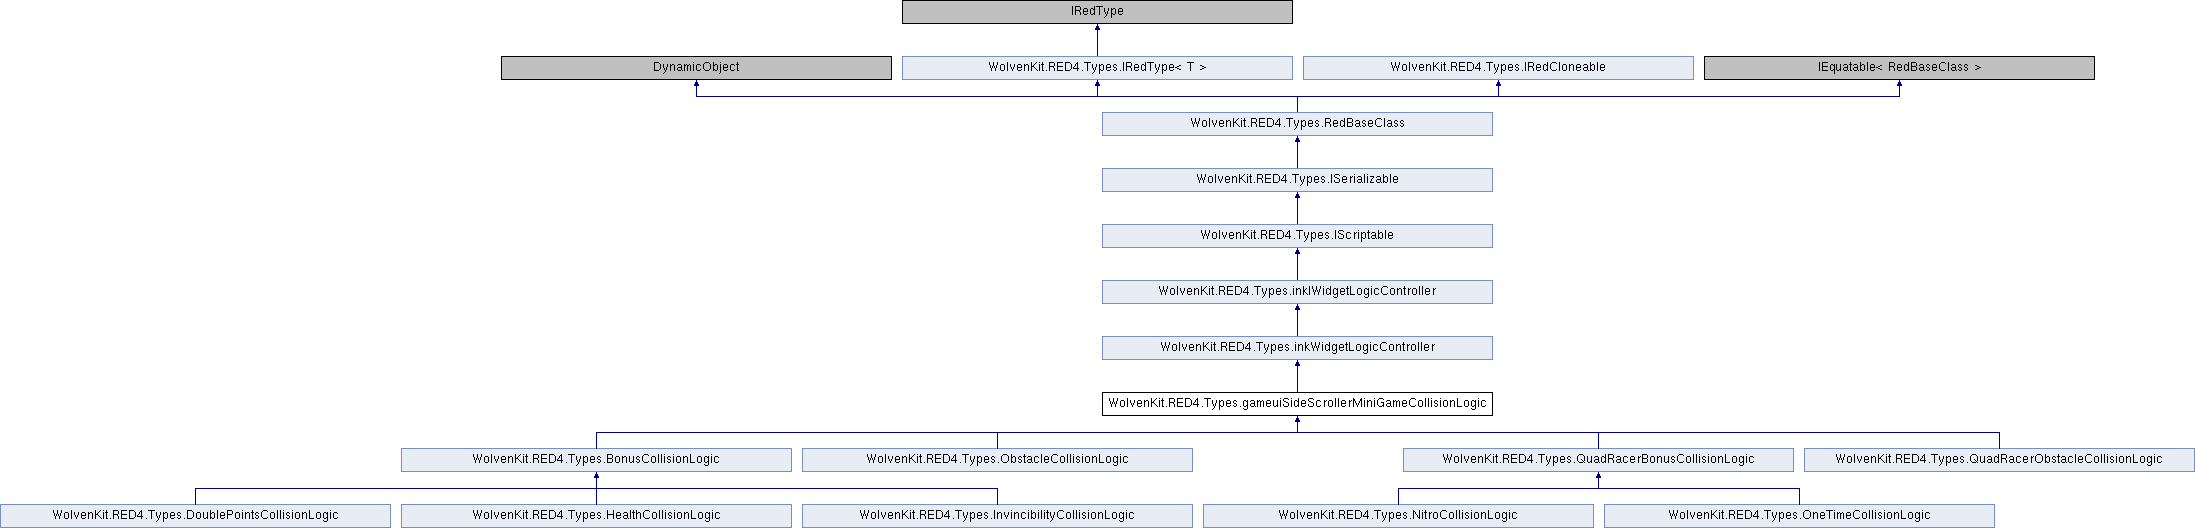 IRedType
DynamicObject
WolvenKit.RED4.Types.IRedType< T >
WolvenKit.RED4.Types.IRedCloneable
IEquatable< RedBaseClass >
WolvenKit.RED4.Types.RedBaseClass
WolvenKit.RED4.Types.ISerializable
WolvenKit.RED4.Types.IScriptable
WolvenKit.RED4.Types.inkIWidgetLogicController
WolvenKit.RED4.Types.inkWidgetLogicController
WolvenKit.RED4.Types.gameuiSideScrollerMiniGameCollisionLogic
WolvenKit.RED4.Types.BonusCollisionLogic
WolvenKit.RED4.Types.ObstacleCollisionLogic
WolvenKit.RED4.Types.QuadRacerBonusCollisionLogic
WolvenKit.RED4.Types.QuadRacerObstacleCollisionLogic
WolvenKit.RED4.Types.DoublePointsCollisionLogic
WolvenKit.RED4.Types.HealthCollisionLogic
WolvenKit.RED4.Types.InvincibilityCollisionLogic
WolvenKit.RED4.Types.NitroCollisionLogic
WolvenKit.RED4.Types.OneTimeCollisionLogic